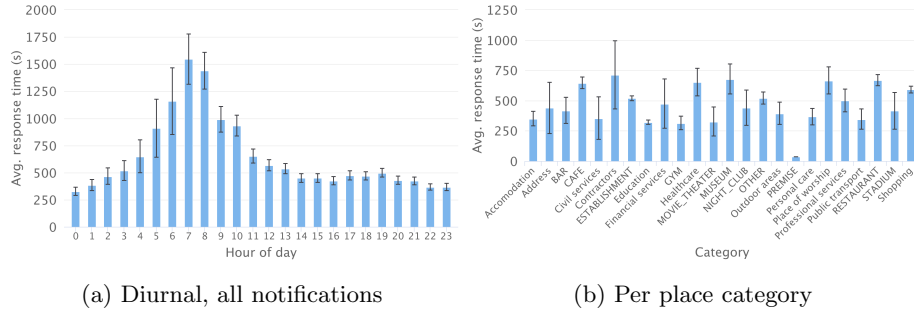 2000
1750
1500
1250
1000
750
500
250
0
Avg. response time (s)
0 1 2 3 4 5 6 7 8 9 10 11 12 13 14 15 16 17 18 19 20 21 22 23
Hour of day
(a) Diurnal, all notifications
1250
1000
750
500
250
0
Avg. response time (s)
Accomodation
Address
BAR
CAFE
Civil services
Contractors
ESTABLISHMENT
Education
Financial services
GYM
Healthcare
MOVIE_THEATER
MUSEUM
NIGHT_CLUB
OTHER
Outdoor areas
PREMISE
Personal care
Place of worship
Professional services
Public transport
RESTAURANT
STADIUM
Shopping
Category
(b) Per place category